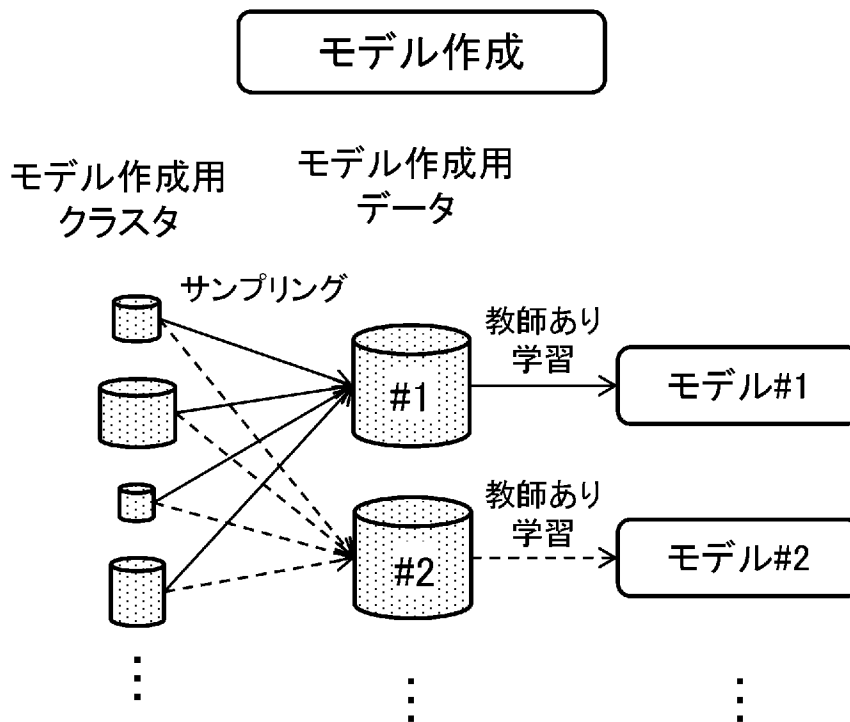 モデル作成
モデル作成用
クラスタ
モデル作成用
データ
サンプリング
教師あり
学習
#1
モデル#1
教師あり
学習
#2
モデル#2